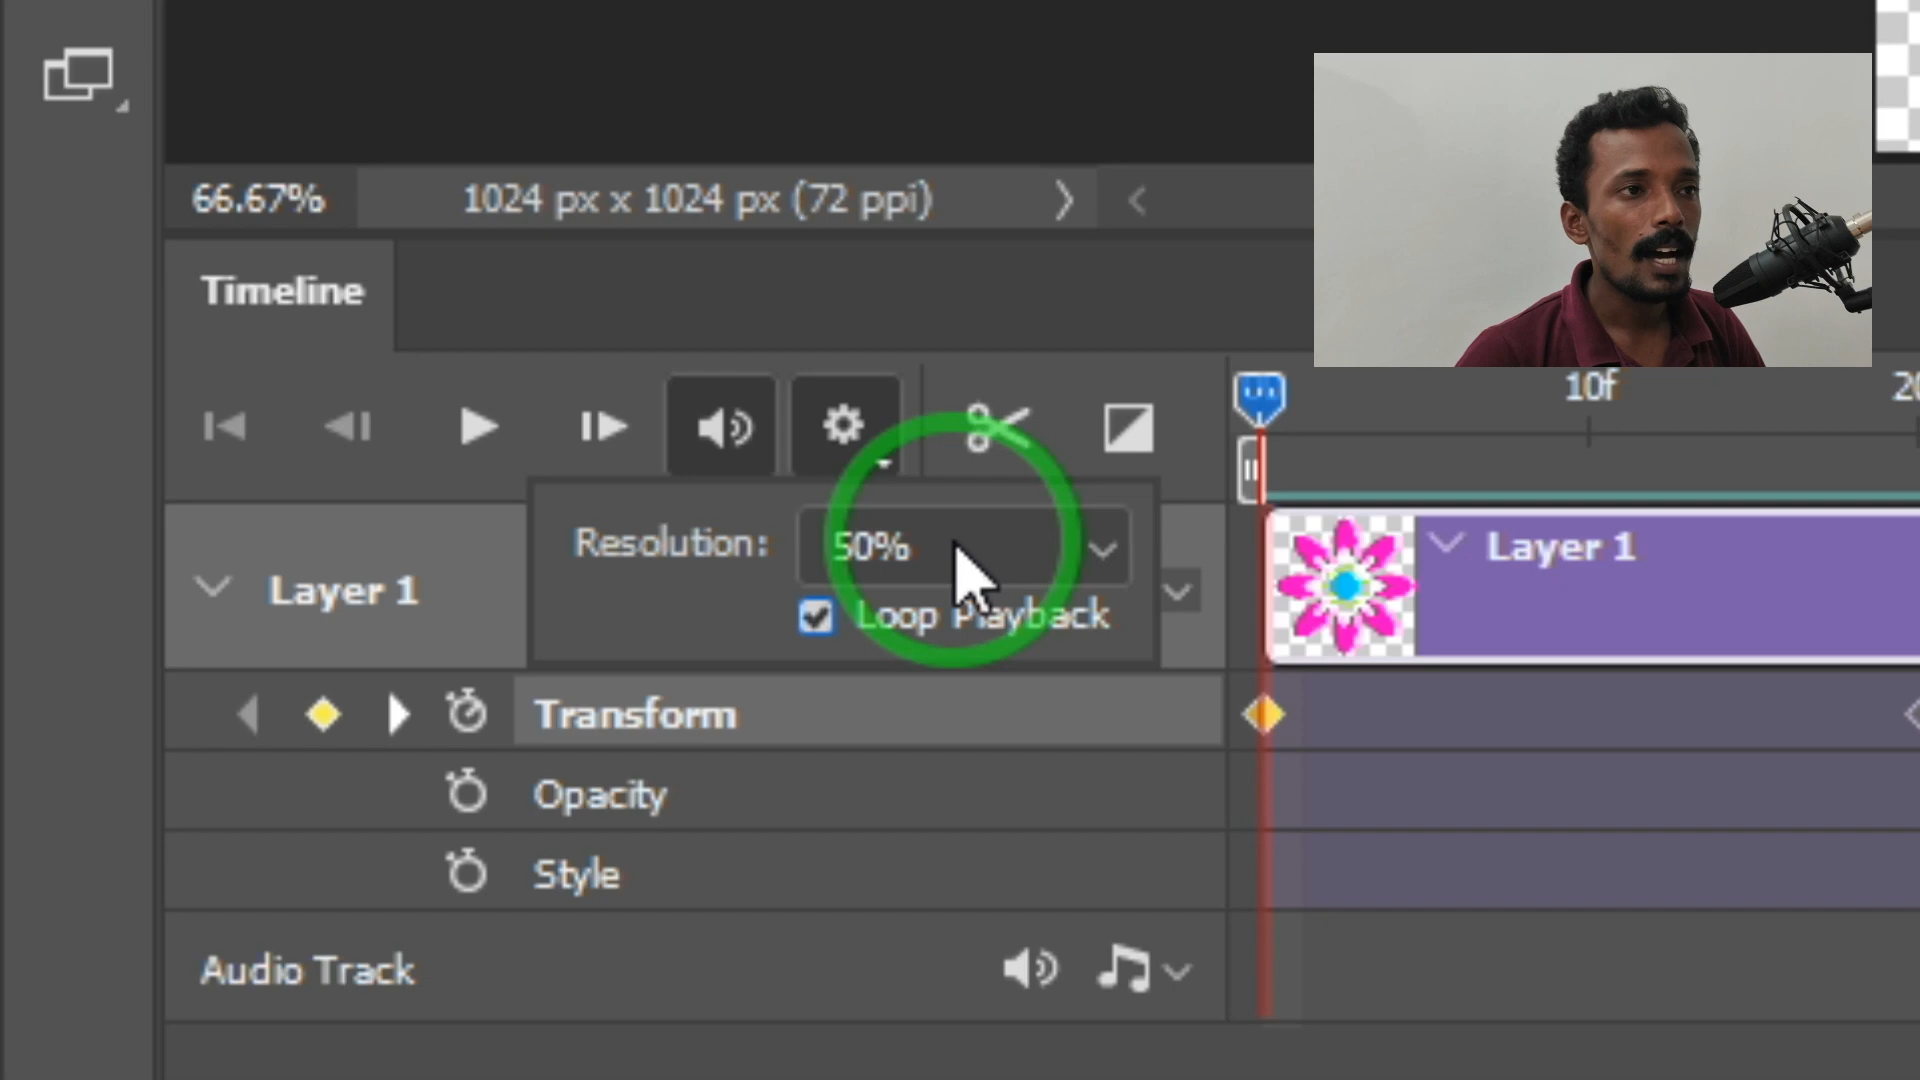 66.67%
1024 px x 1024 px (72 ppi)
Timeline
10f
Resolution:
50%
Loop Playback
Layer 1
Layer 1
Transform
Opacity
Style
Audio Track